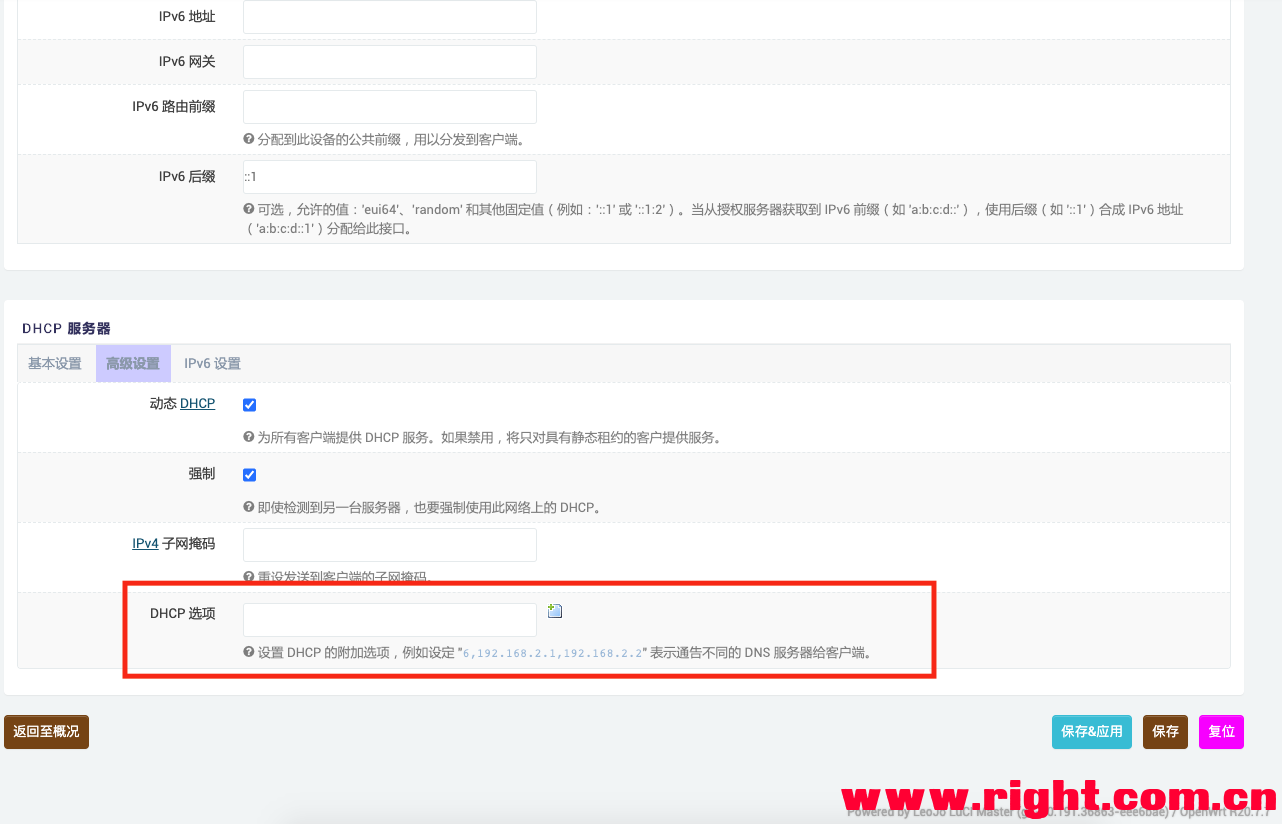 IPv6 地址
IPv6 网关
IPv6 路由前缀
分配到此设备的公共前缀，用以分发到客户端。
IPv6 后缀
::1
可选，允许的值：'eui64'、'random' 和其他固定值（例如：'::1' 或 '::1:2'）。当从授权服务器获取到 IPv6 前缀（如 'a:b:c:d::'），使用后缀（如 '::1'）合成 IPv6 地址
（'a:b:c:d::1'）分配给此接口。
DHCP 服务器
基本设置 高级设置 IPv6 设置
动态 DHCP
为所有客户端提供 DHCP 服务。如果禁用，将只对具有静态租约的客户提供服务。
强制
即使检测到另一台服务器，也要强制使用此网络上的 DHCP。
IPv4 子网掩码
重设发送到客户端的子网掩码。
DHCP 选项
设置 DHCP 的附加选项，例如设定 "6,192.168.2.1,192.168.2.2" 表示通告不同的 DNS 服务器给客户端。
返回至概况 保存&应用 保存 复位
www.right.com.cn
Powered by LeoJo LuCI Master / OpenWrt R20.7.7